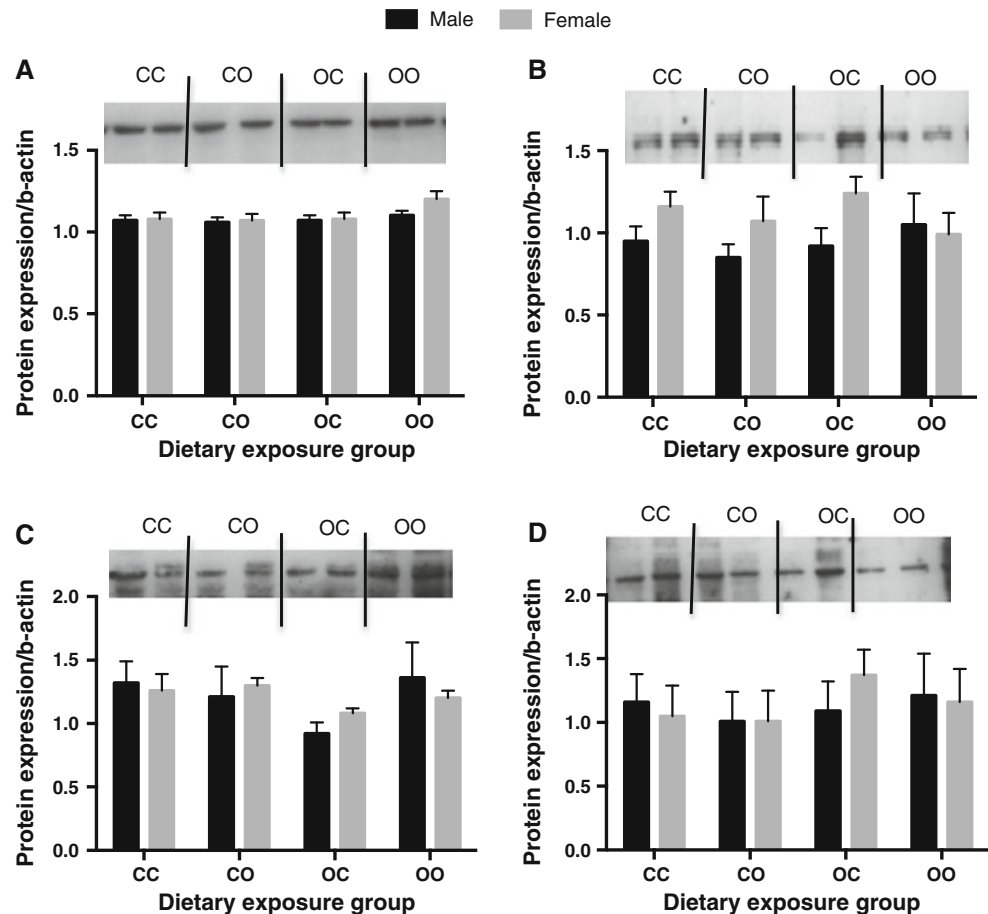 Male Female
A
CC CO OC OO
Protein expression/b-actin
1.5
1.0
0.5
0.0
CC CO OC OO
Dietary exposure group
B
CC CO OC OO
Protein expression/b-actin
1.5
1.0
0.5
0.0
CC CO OC OO
Dietary exposure group
C
CC CO OC OO
Protein expression/b-actin
2.0
1.5
1.0
0.5
0.0
CC CO OC OO
Dietary exposure group
D
CC CO OC OO
Protein expression/b-actin
2.0
1.5
1.0
0.5
0.0
CC CO OC OO
Dietary exposure group